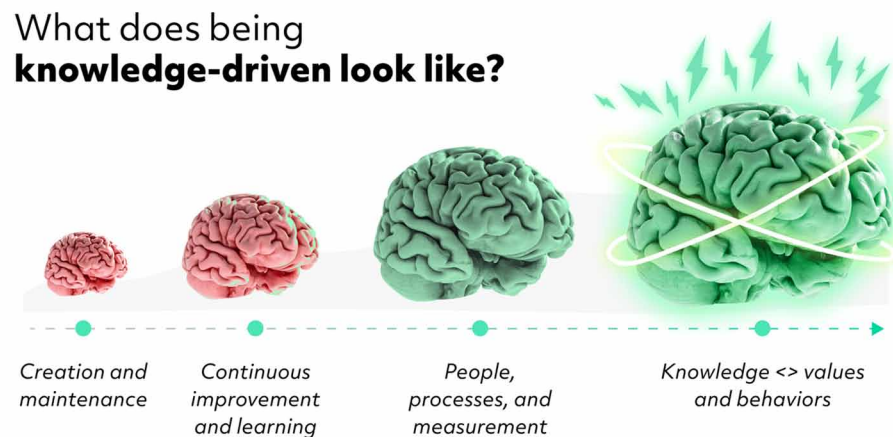 What does being
knowledge-driven look like?
Creation and
maintenance
Continuous
improvement
and learning
People,
processes, and
measurement
Knowledge <> values
and behaviors